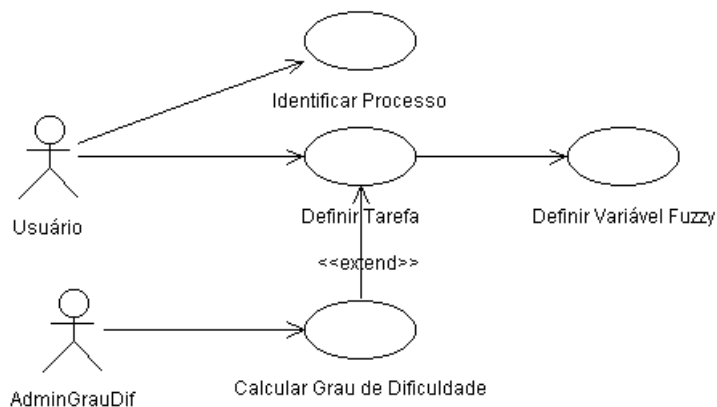 Identificar Processo
Usuário
Definir Tarefa
Definir Variável Fuzzy
<<extend>>
AdminGrauDif
Calcular Grau de Dificuldade